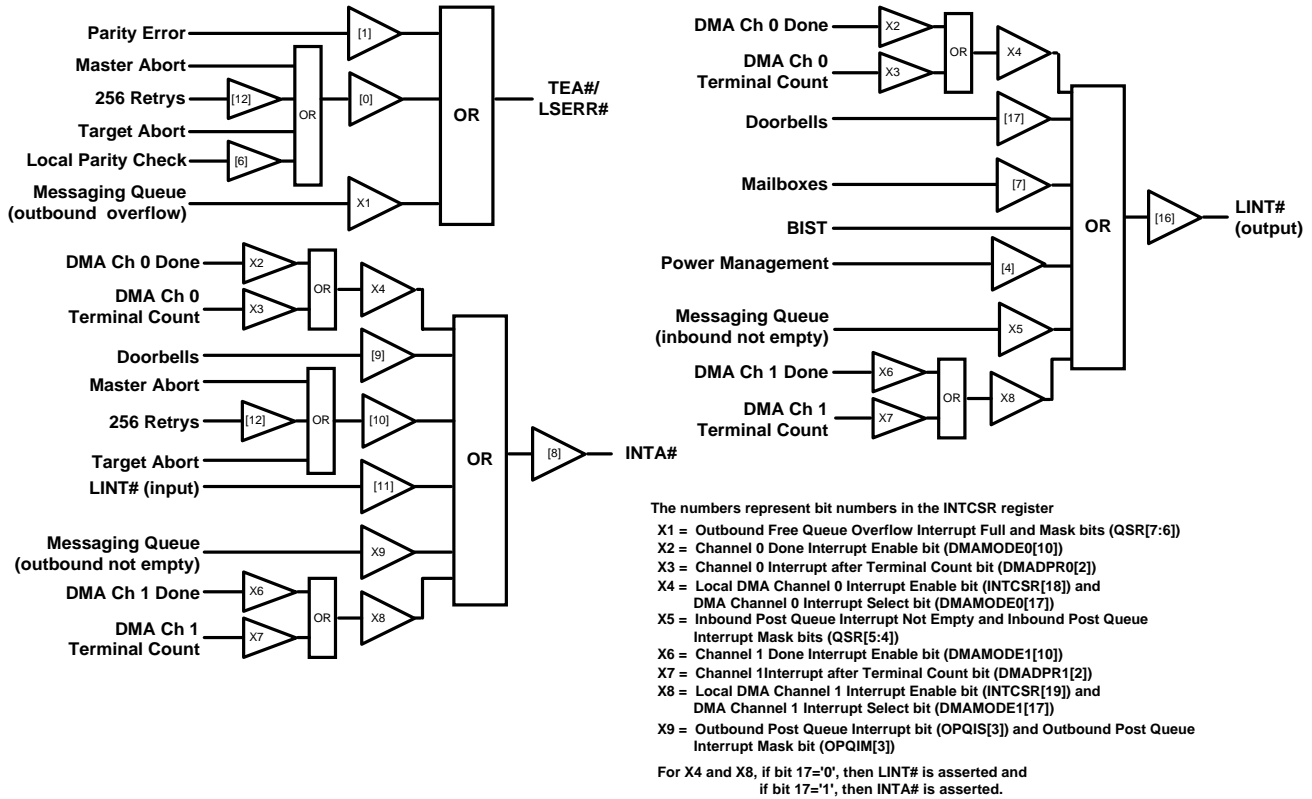 Parity Error
[1]
Master Abort
256 Retrys
[12]
OR
[0]
Target Abort
Local Parity Check
[6]
Messaging Queue
(outbound overflow)
X1
OR
TEA#/
LSERR#
DMA Ch 0 Done
X2
DMA Ch 0
Terminal Count
X3
OR
X4
Doorbells
[9]
Master Abort
256 Retrys
[12]
OR
[10]
Target Abort
LINT# (input)
[11]
Messaging Queue
(outbound not empty)
X9
DMA Ch 1 Done
X6
DMA Ch 1
Terminal Count
X7
OR
X8
OR
[8]
INTA#
DMA Ch 0 Done
X2
DMA Ch 0
Terminal Count
X3
OR
X4
Doorbells
[17]
Mailboxes
[7]
BIST
Power Management
[4]
Messaging Queue
(inbound not empty)
X5
DMA Ch 1 Done
X6
DMA Ch 1
Terminal Count
X7
OR
X8
OR
[16]
LINT#
(output)
The numbers represent bit numbers in the INTCSR register
X1 = Outbound Free Queue Overflow Interrupt Full and Mask bits (QSR[7:6])
X2 = Channel 0 Done Interrupt Enable bit (DMAMODE0[10])
X3 = Channel 0 Interrupt after Terminal Count bit (DMADPR0[2])
X4 = Local DMA Channel 0 Interrupt Enable bit (INTCSR[18]) and
DMA Channel 0 Interrupt Select bit (DMAMODE0[17])
X5 = Inbound Post Queue Interrupt Not Empty and Inbound Post Queue
Interrupt Mask bits (QSR[5:4])
X6 = Channel 1 Done Interrupt Enable bit (DMAMODE1[10])
X7 = Channel 1Interrupt after Terminal Count bit (DMADPR1[2])
X8 = Local DMA Channel 1 Interrupt Enable bit (INTCSR[19]) and
DMA Channel 1 Interrupt Select bit (DMAMODE1[17])
X9 = Outbound Post Queue Interrupt bit (OPQIS[3]) and Outbound Post Queue
Interrupt Mask bit (OPQIM[3])
For X4 and X8, if bit 17='0', then LINT# is asserted and
if bit 17='1', then INTA# is asserted.